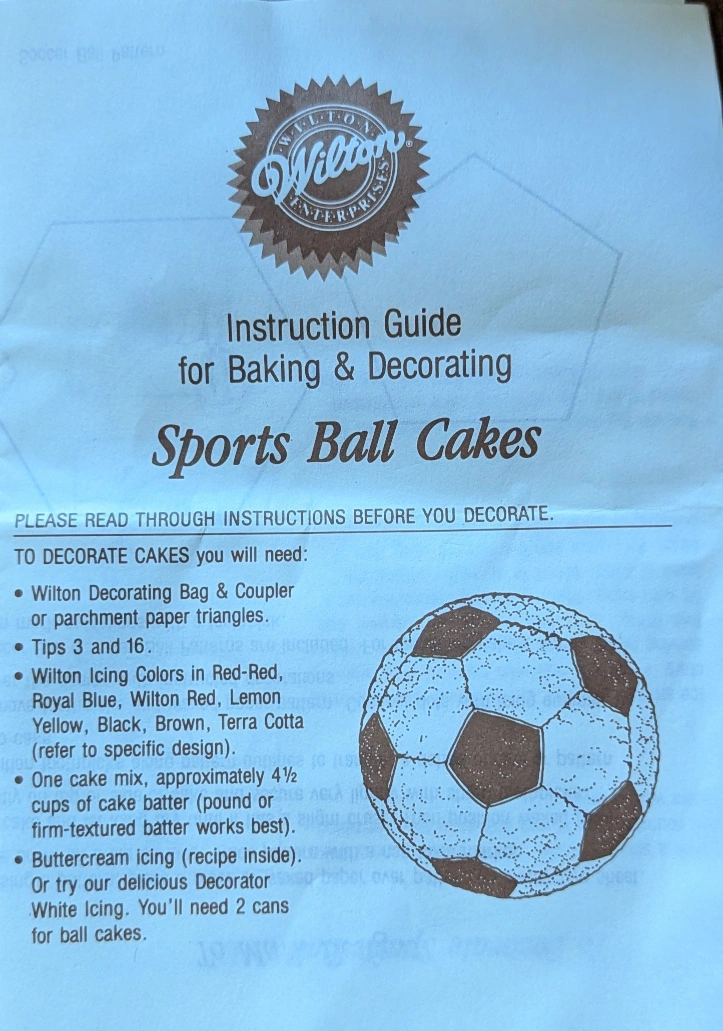 Soccer Ball Pattern
WILTON
Wilton®
ENTERPRISES
Instruction Guide
for Baking & Decorating
Sports Ball Cakes
PLEASE READ THROUGH INSTRUCTIONS BEFORE YOU DECORATE.
TO DECORATE CAKES you will need:
• Wilton Decorating Bag & Coupler
or parchment paper triangles.
• Tips 3 and 16.
• Wilton Icing Colors in Red-Red,
Royal Blue, Wilton Red, Lemon
Yellow, Black, Brown, Terra Cotta
(refer to specific design).
• One cake mix, approximately 4½
cups of cake batter (pound or
firm-textured batter works best).
• Buttercream icing (recipe inside).
Or try our delicious Decorator
White Icing. You'll need 2 cans
for ball cakes.